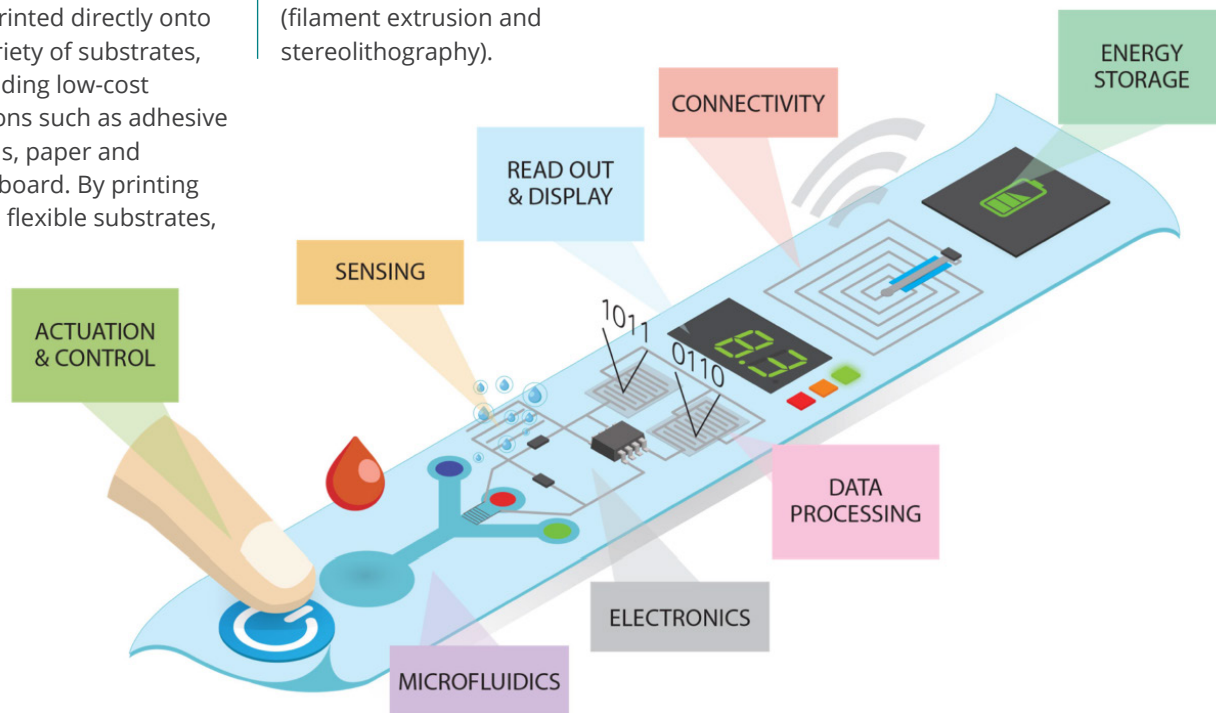 rinted directly onto
riety of substrates,
ding low-cost
ons such as adhesive
s, paper and
board. By printing
flexible substrates,
(filament extrusion and
stereolithography).
ENERGY
STORAGE
CONNECTIVITY
READ OUT
& DISPLAY
SENSING
ACTUATION
& CONTROL
1011
0110
8.2
DATA
PROCESSING
ELECTRONICS
MICROFLUIDICS